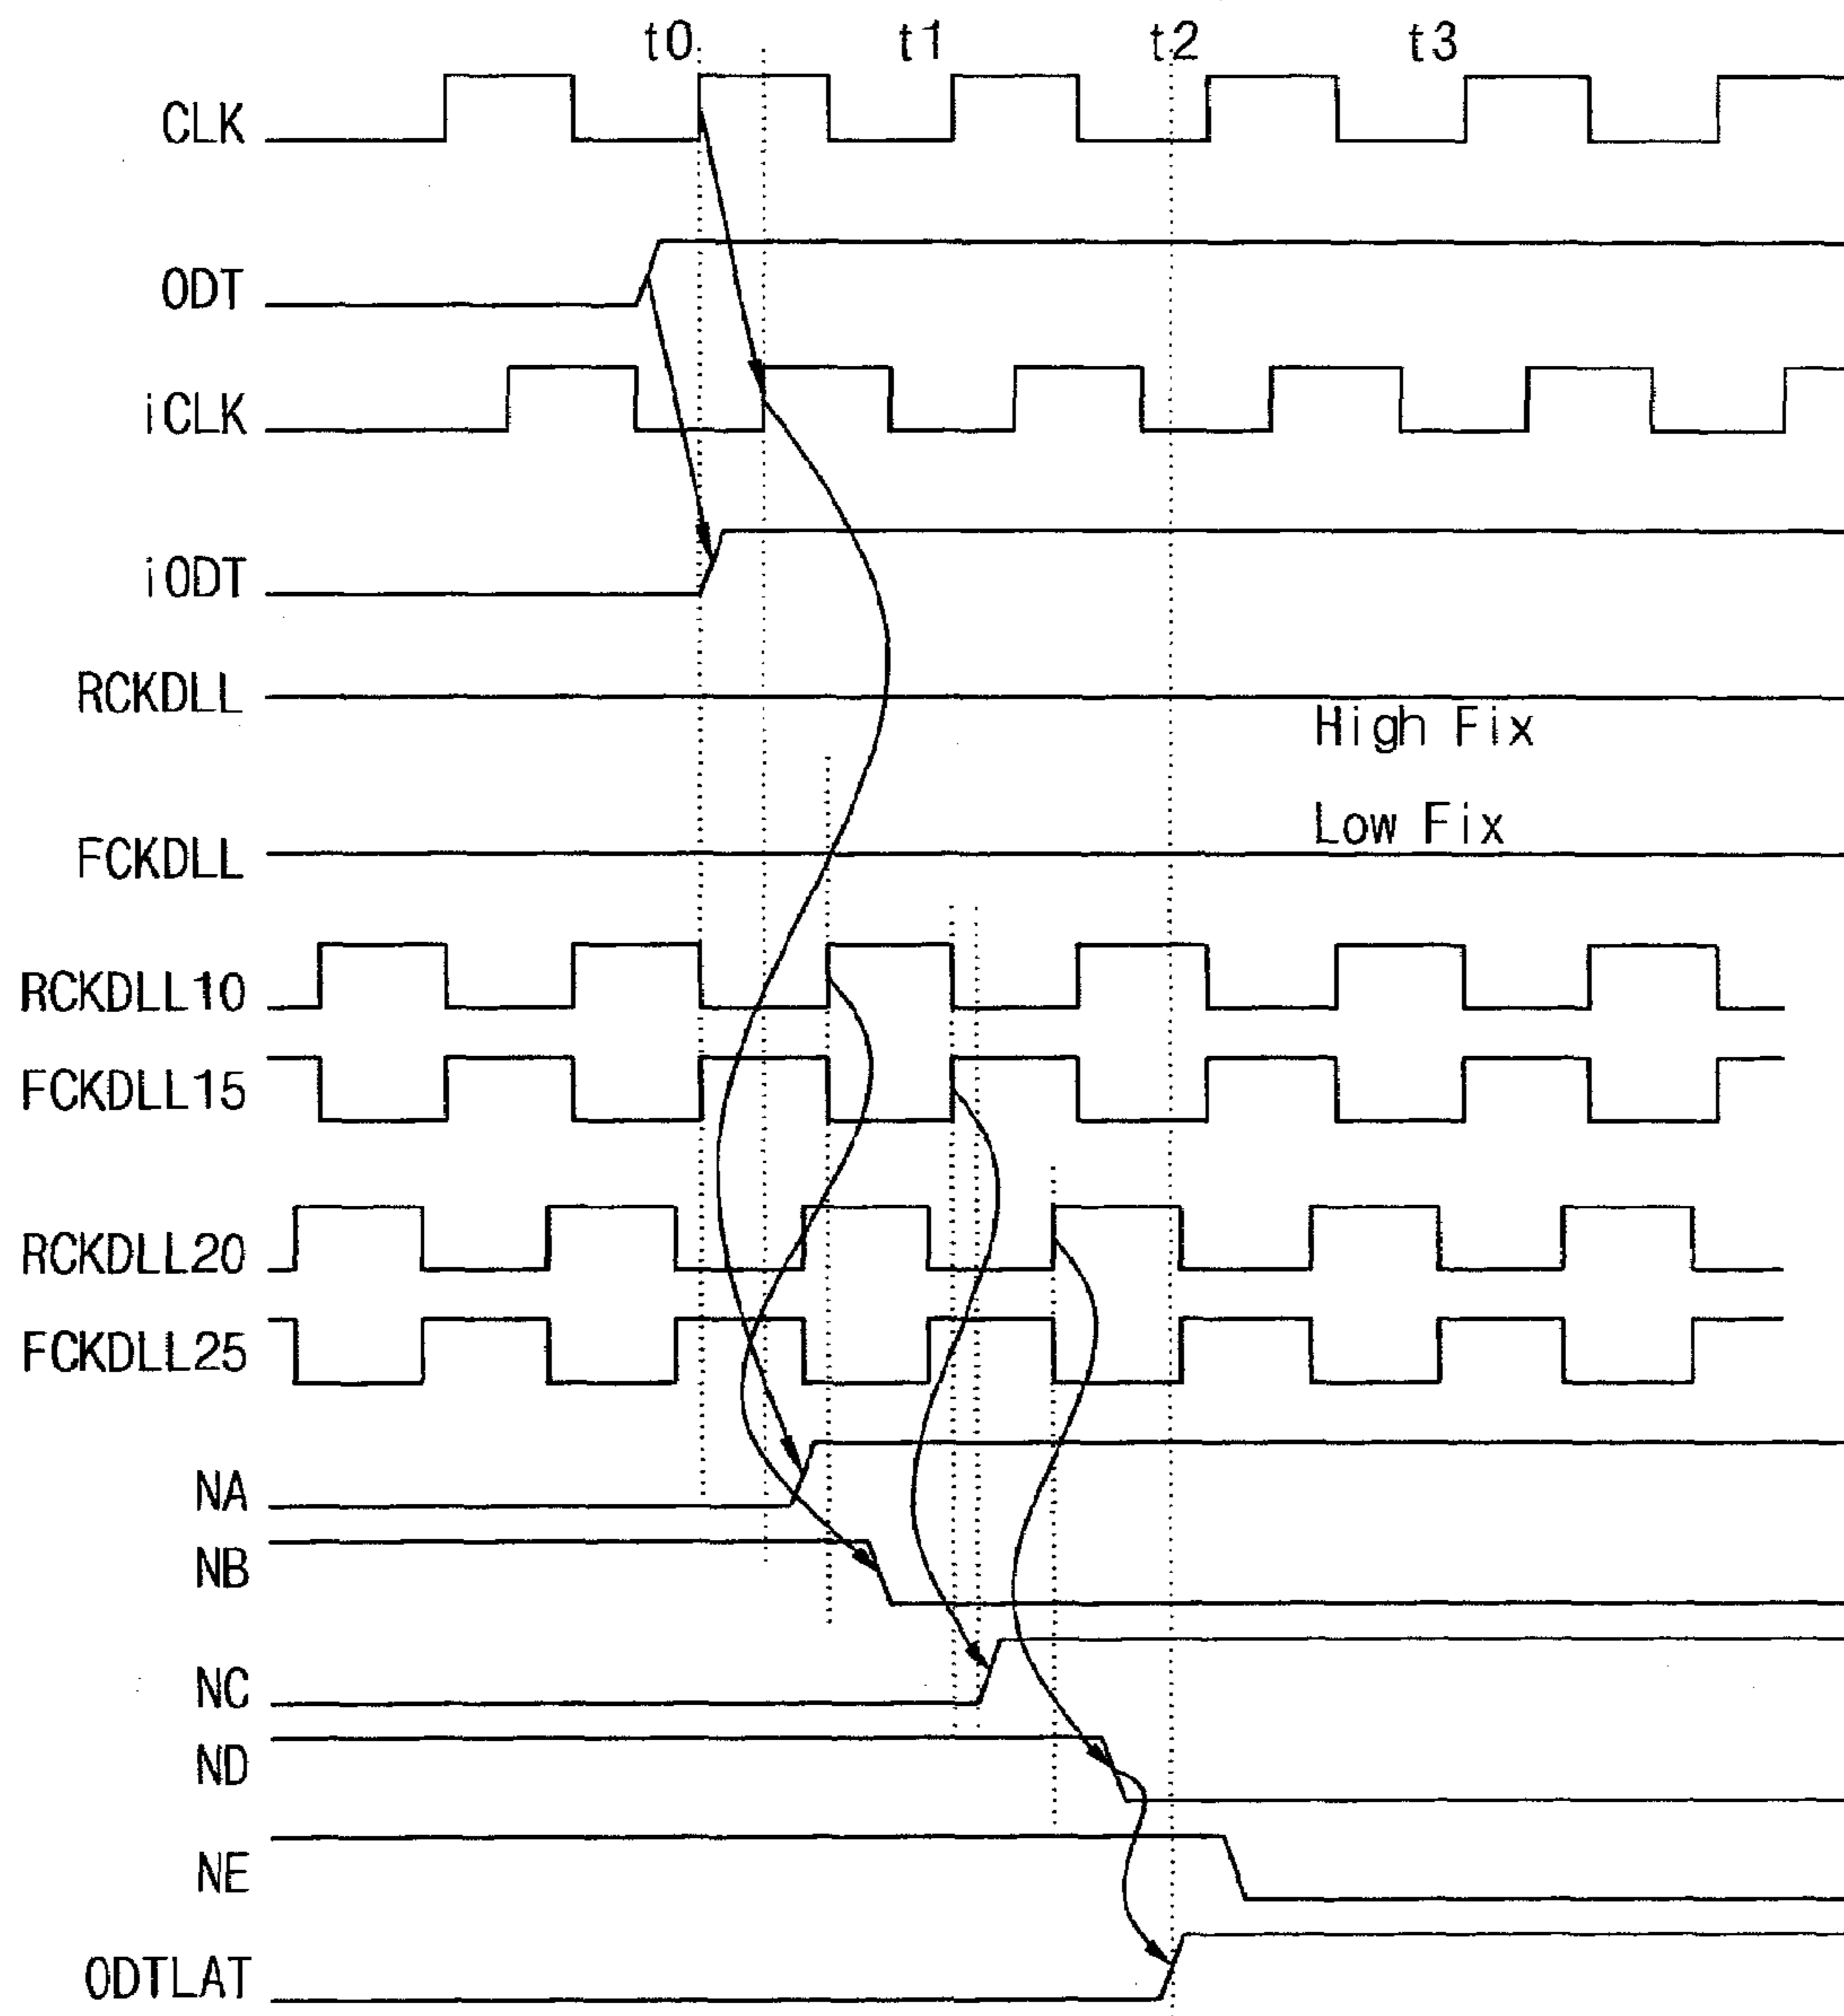 t0 t1 t2 t3
CLK
ODT
iCLK
iODT
RCKDLL
High Fix
Low Fix
FCKDLL
RCKDLL10
FCKDLL15
RCKDLL20
FCKDLL25
NA
NB
NC
ND
NE
ODTLAT